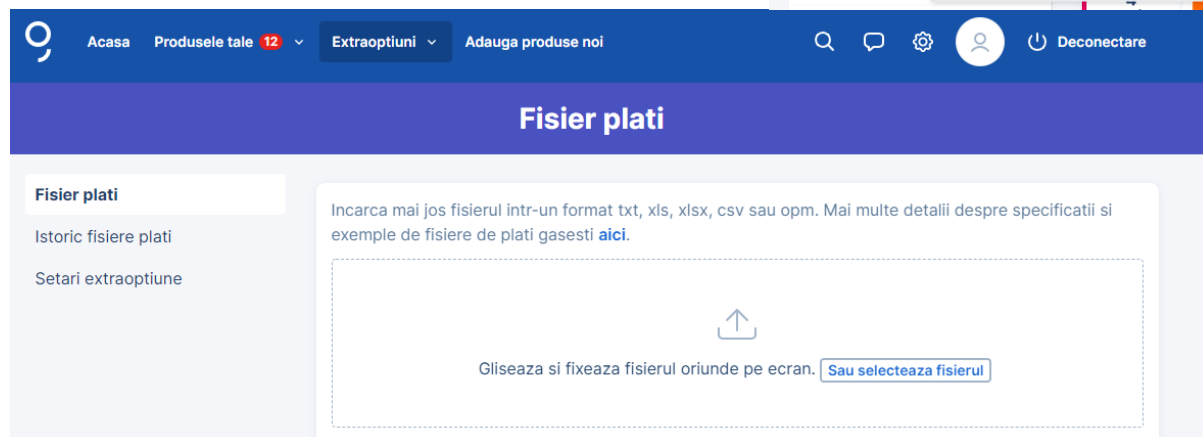 Acasa Produsele tale 12 Extraoptiuni Adauga produse noi Deconectare
Fisier plati
Fisier plati
Istoric fisiere plati
Setari extraoptiune
Incarca mai jos fisierul intr-un format txt, xls, xlsx, csv sau opm. Mai multe detalii despre specificatii si
exemple de fisiere de plati gasesti aici.
Gliseaza si fixeaza fisierul oriunde pe ecran. Sau selecteaza fisierul